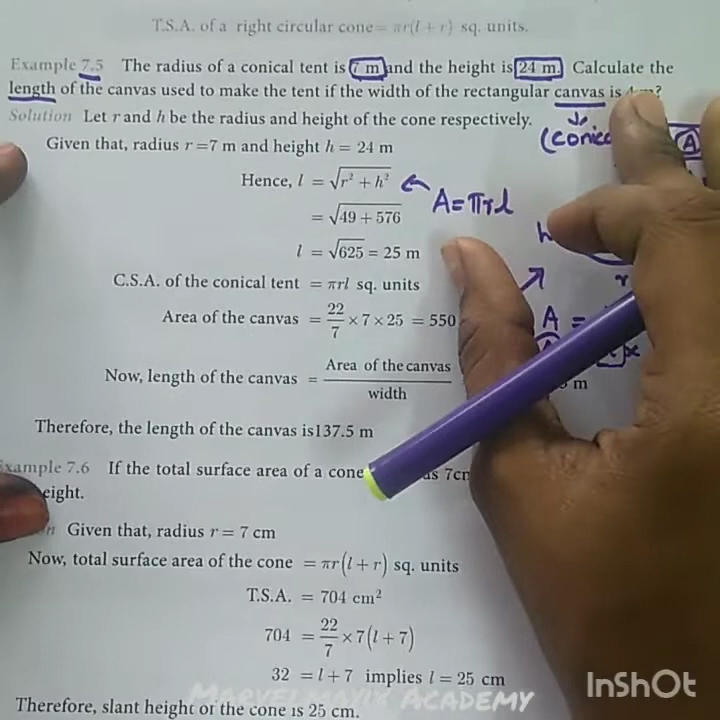 T.S.A. of a right circular cone = πr(l + r) sq. units.
Example 7.5 The radius of a conical tent is 7 m and the height is 24 m. Calculate the
length of the canvas used to make the tent if the width of the rectangular canvas is 4 m?
Solution Let r and h be the radius and height of the cone respectively.
(conic
A
Given that, radius r =7 m and height h = 24 m
Hence, l = √r² + h²
A = πrl
= √49 + 576
h
l = √625 = 25 m
r
C.S.A. of the conical tent = πrl sq. units
Area of the canvas = 22/7 × 7 × 25 = 550
A =
Now, length of the canvas = Area of the canvas / width
m
Therefore, the length of the canvas is137.5 m
Example 7.6 If the total surface area of a cone 7cm
eight.
Given that, radius r = 7 cm
Now, total surface area of the cone = πr(l + r) sq. units
T.S.A. = 704 cm²
704 = 22/7 × 7(l + 7)
32 = l + 7 implies l = 25 cm
Therefore, slant height of the cone is 25 cm.
ACADEMY
InShOt